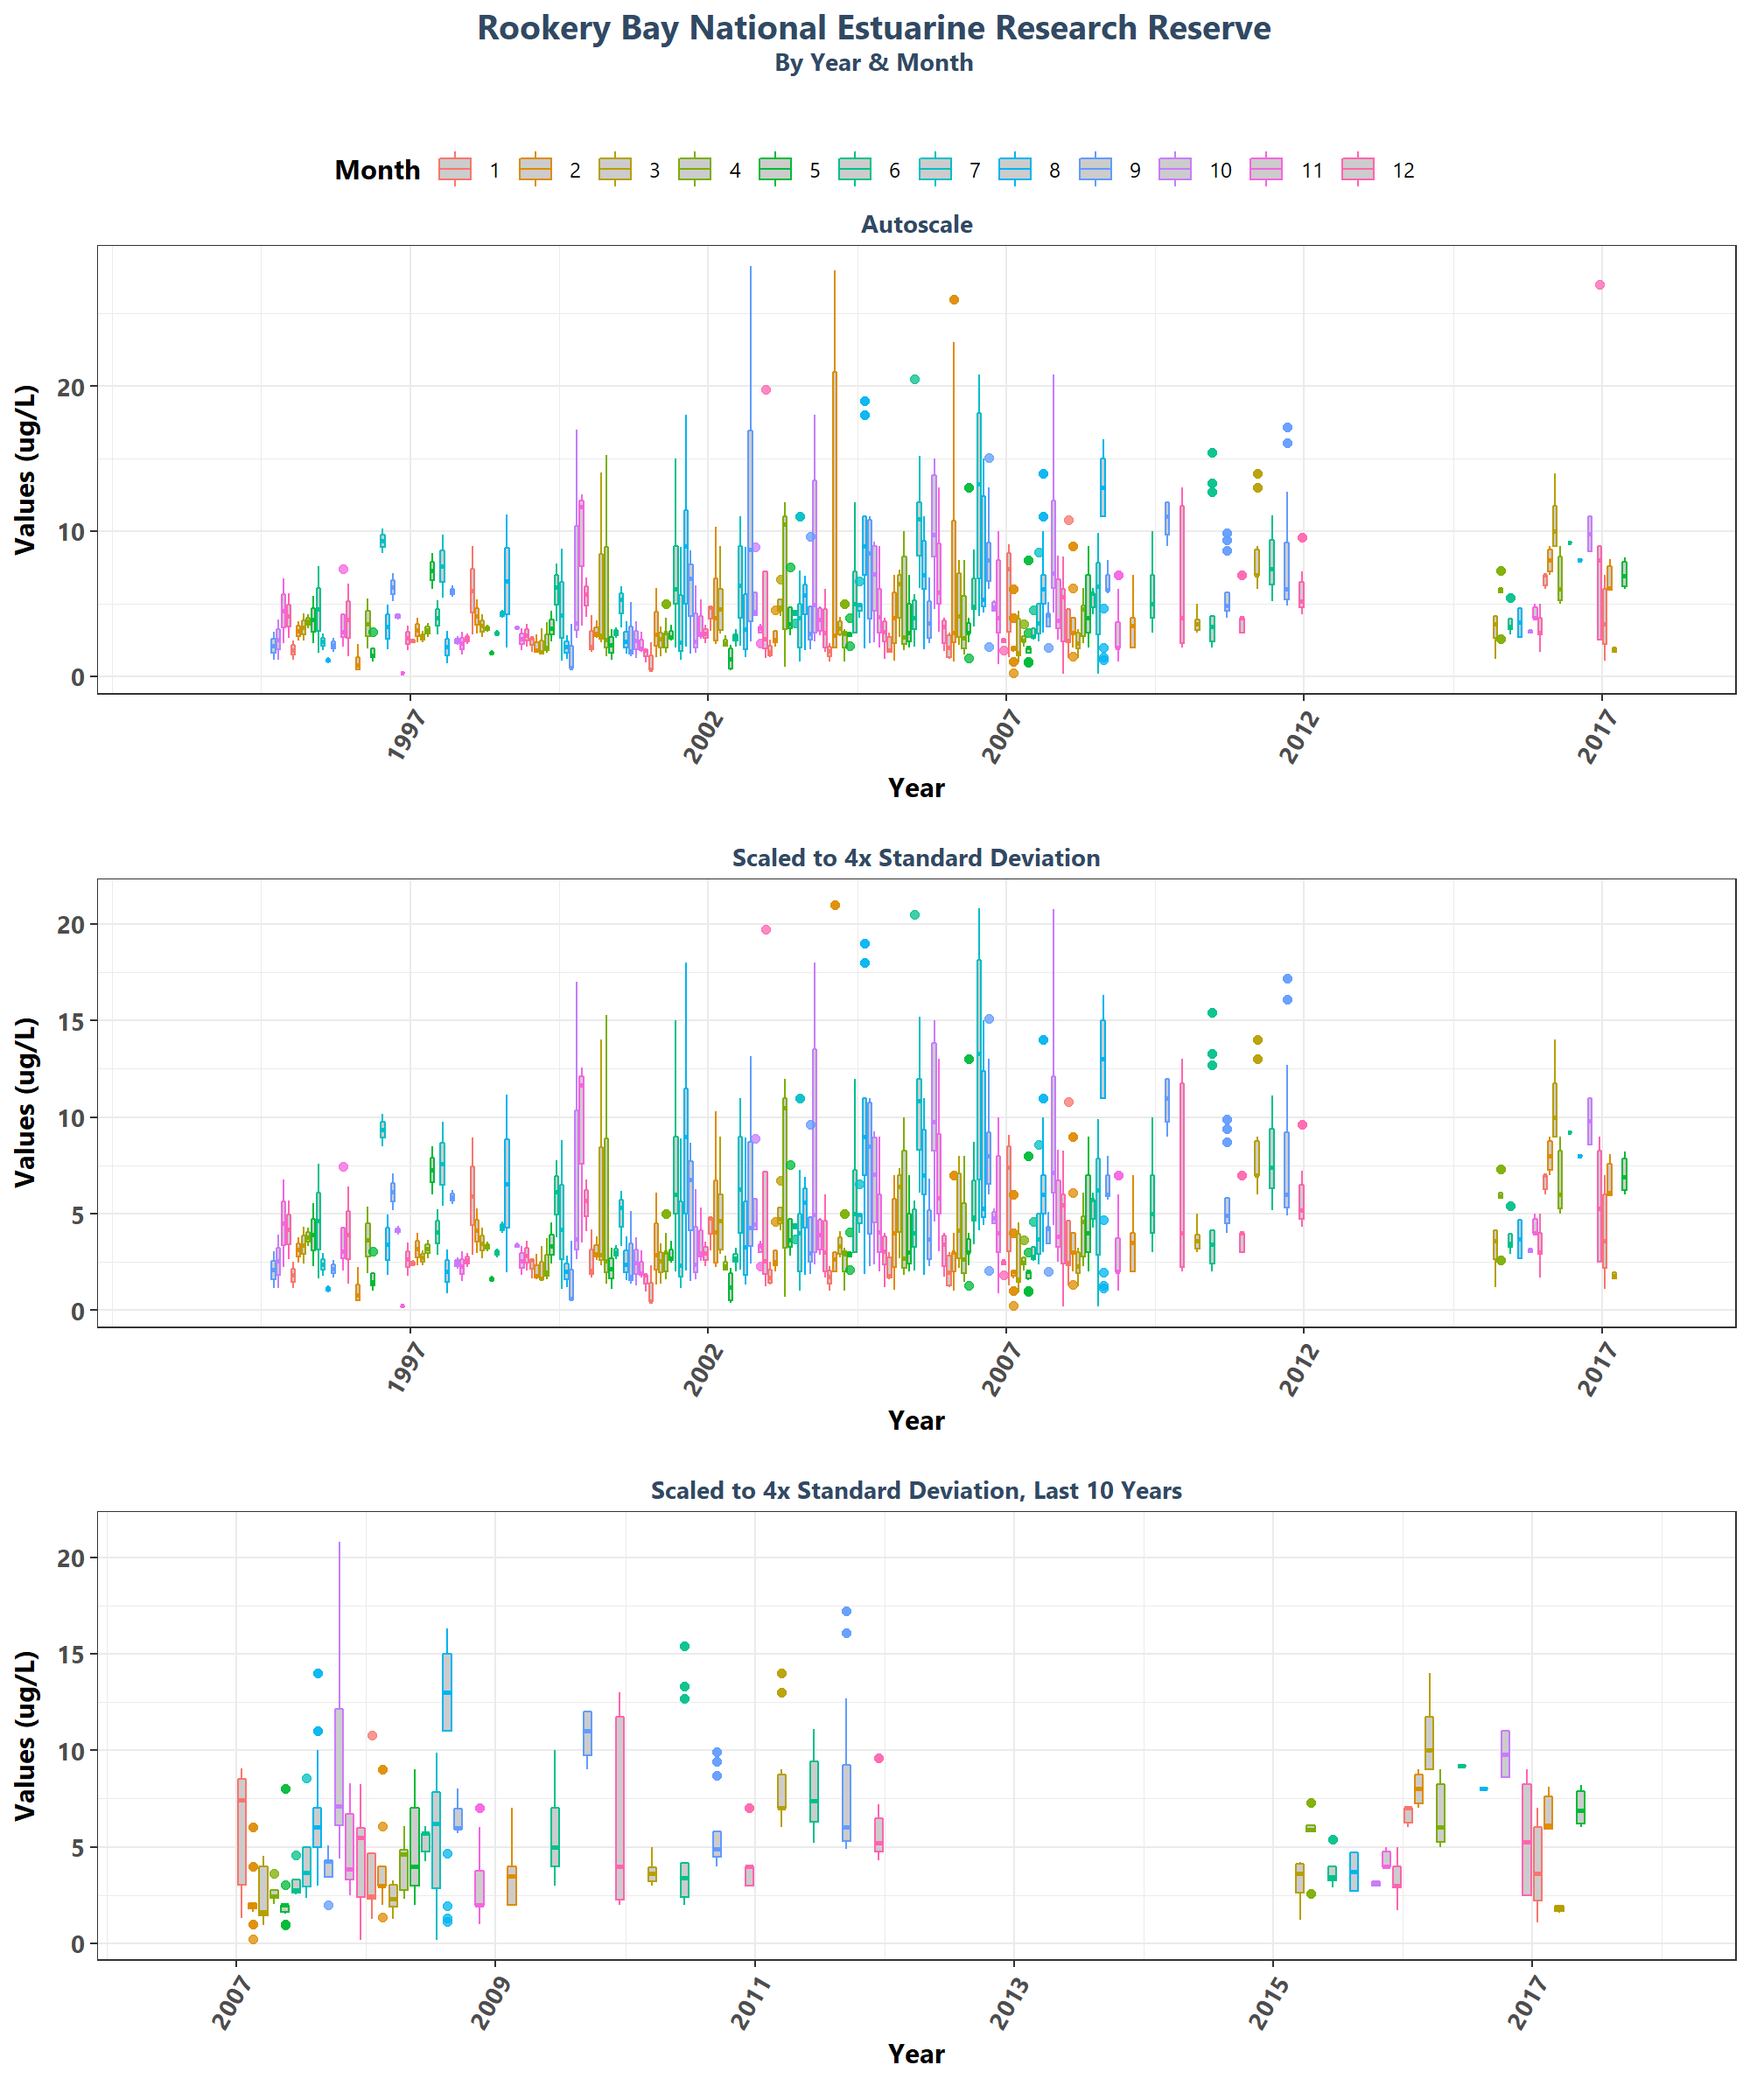 Rookery Bay National Estuarine Research Reserve
By Year & Month
Month 1 2 3 4 5 6 7 8 9 10 11 12
Autoscale
Values (ug/L)
20
10
0
1997 2002 2007 2012 2017
Year
Scaled to 4x Standard Deviation
Values (ug/L)
20
15
10
5
0
1997 2002 2007 2012 2017
Year
Scaled to 4x Standard Deviation, Last 10 Years
Values (ug/L)
20
15
10
5
0
2007 2009 2011 2013 2015 2017
Year